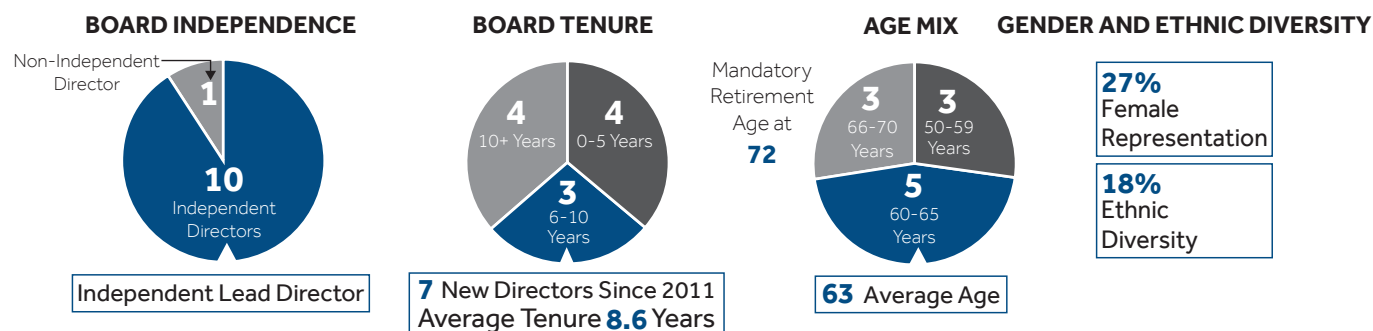 BOARD INDEPENDENCE
Non-Independent
Director
1
10
Independent
Directors
Independent Lead Director
BOARD TENURE
4
10+ Years
4
0-5 Years
3
6-10
Years
7 New Directors Since 2011
Average Tenure 8.6 Years
AGE MIX
Mandatory
Retirement
Age at
72
3
66-70
Years
3
50-59
Years
5
60-65
Years
63 Average Age
GENDER AND ETHNIC DIVERSITY
27%
Female
Representation
18%
Ethnic
Diversity